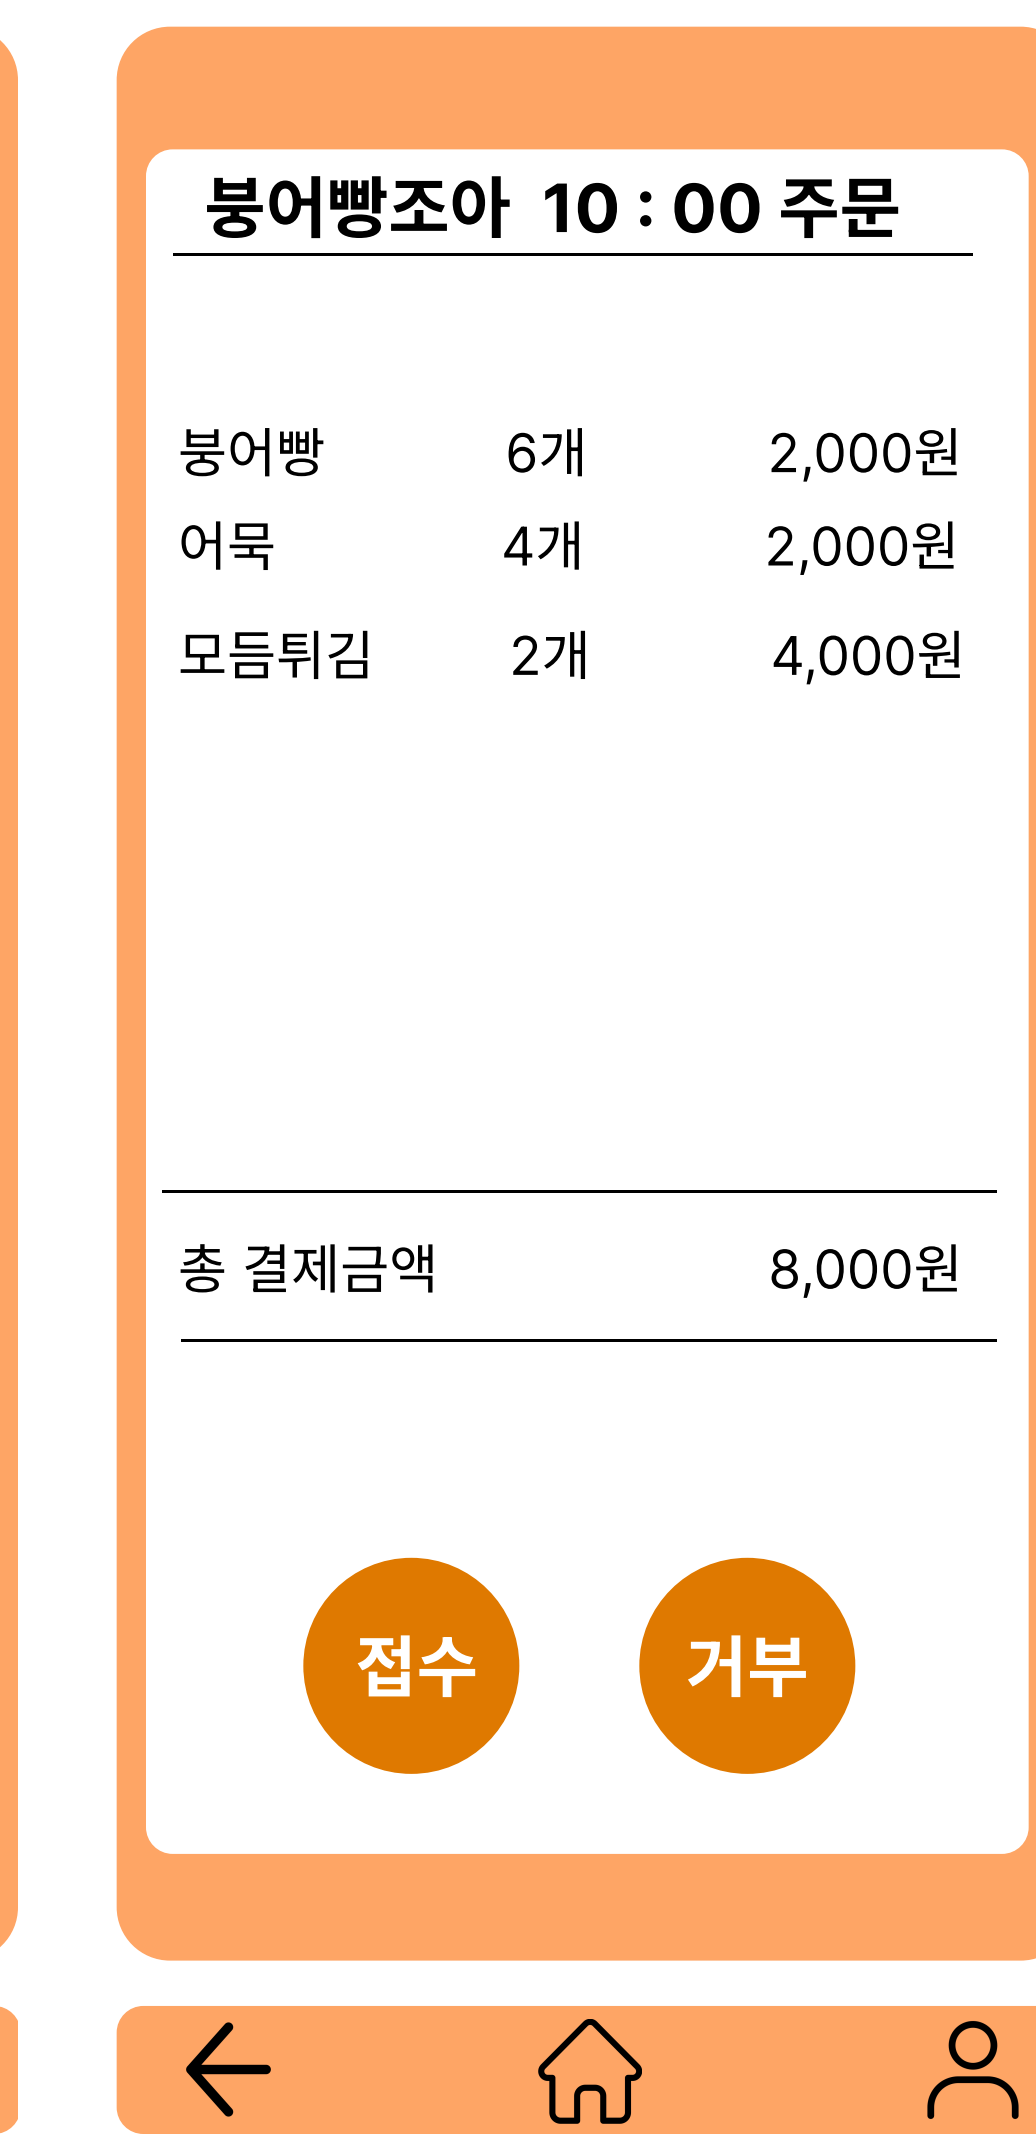 붕어빵조아 10 : 00 주문
붕어빵 6개 2,000원
어묵 4개 2,000원
모듬튀김 2개 4,000원
총 결제금액 8,000원
접수 거부